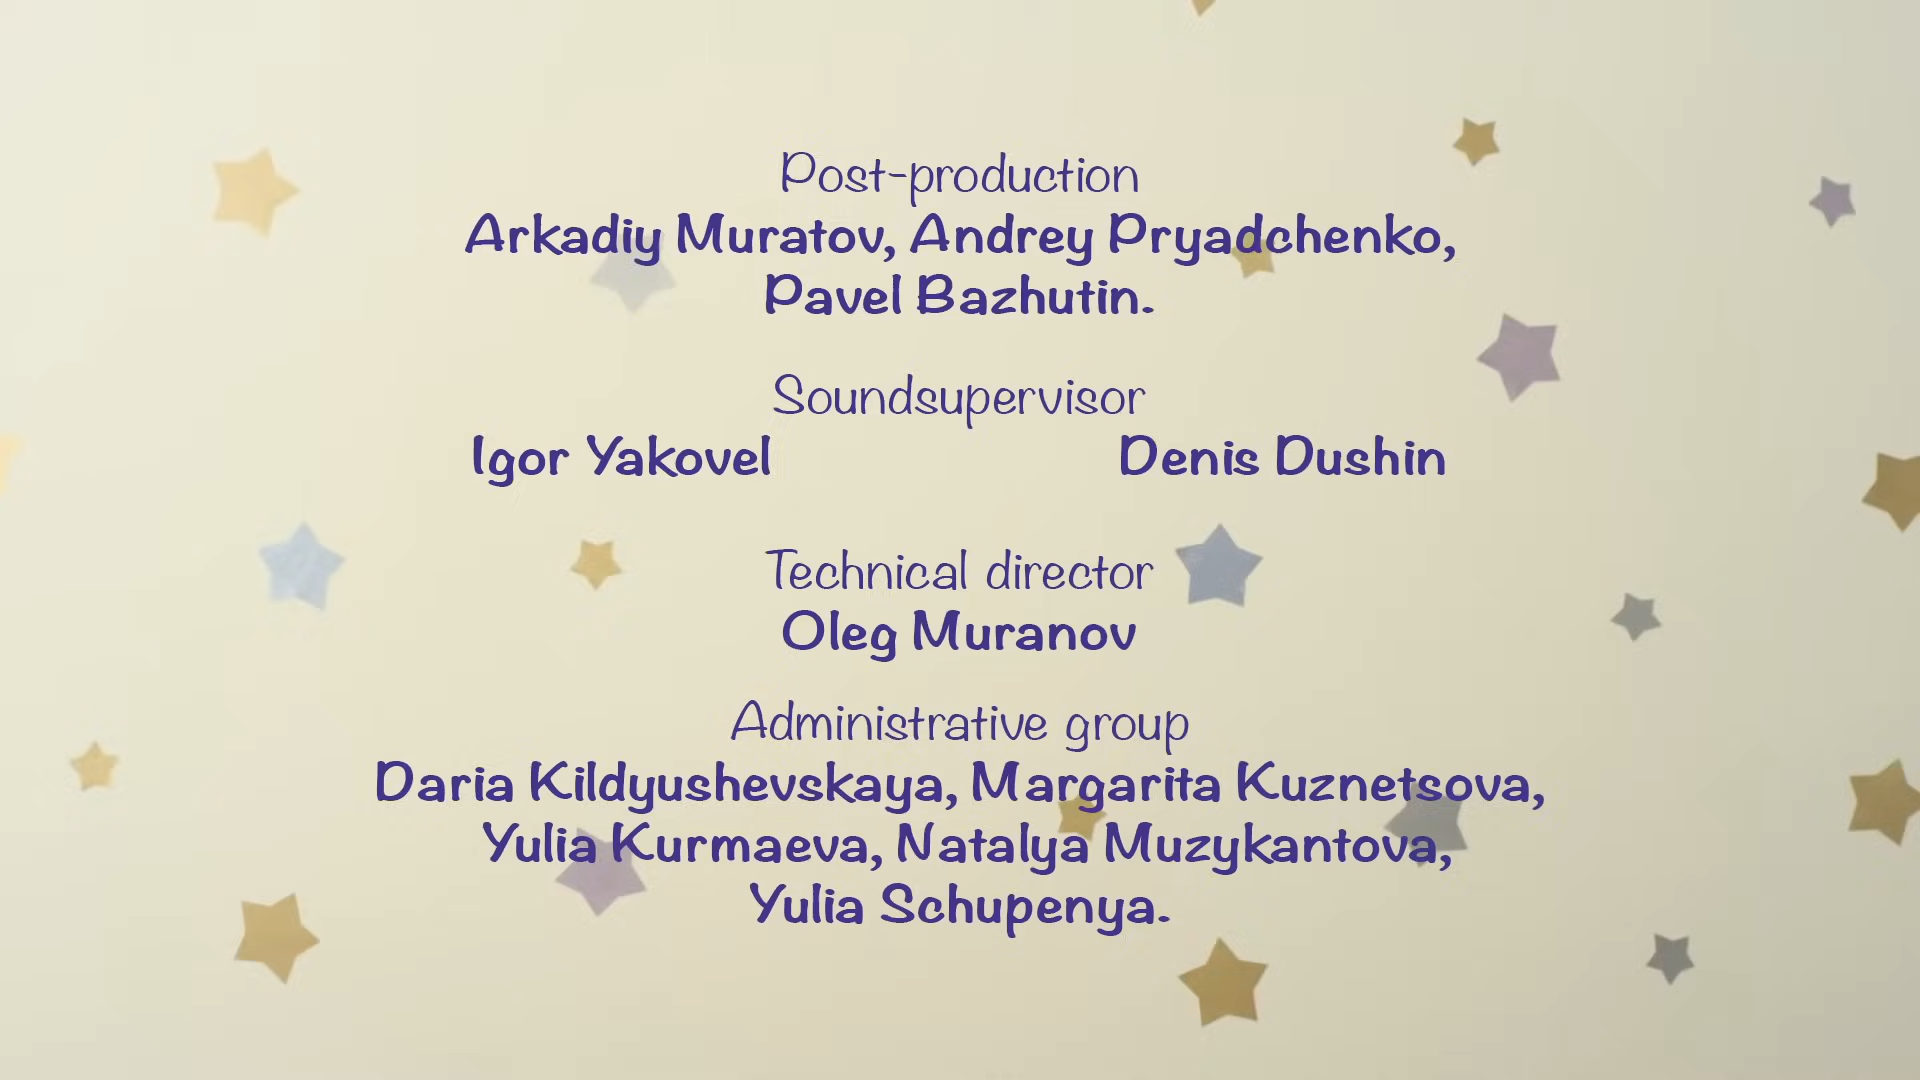 Post-production
Arkadiy Muratov, Andrey Pryadchenko,
Pavel Bazhutin.
Soundsupervisor
Igor Yakovel Denis Dushin
Technical director
Oleg Muranov
Administrative group
Daria Kildyushevskaya, Margarita Kuznetsova,
Yulia Kurmaeva, Natalya Muzykantova,
Yulia Schupenya.